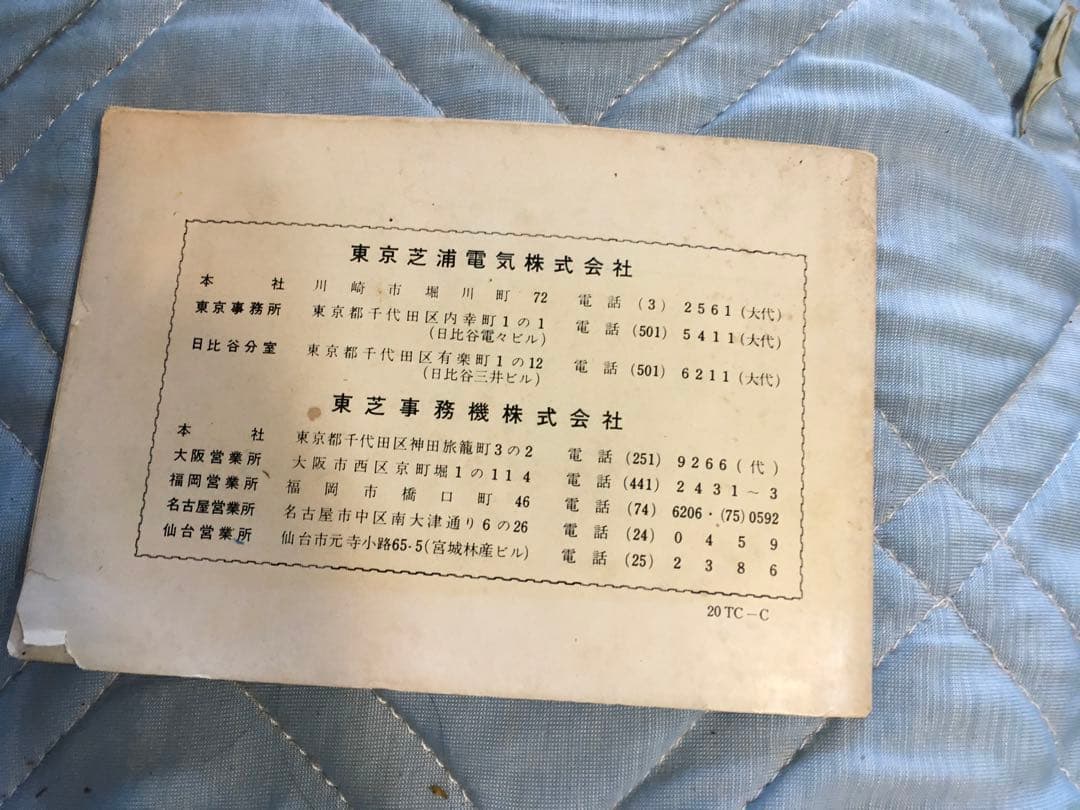 東京芝浦電気株式会社
本社 川崎市堀川町72 電話(3)2561(大代)
東京事務所 東京都千代田区内幸町1の1 電話(501)5411(大代)
(日比谷電々ビル)
日比谷分室 東京都千代田区有楽町1の12 電話(501)6211(大代)
(日比谷三井ビル)
東芝事務機株式会社
本社 東京都千代田区神田旅籠町3の2 電話(251)9266(代)
大阪営業所 大阪市西区京町堀1の114 電話(441)2431~3
福岡営業所 福岡市橋口町46 電話(74)6206・(75)0592
名古屋営業所 名古屋市中区南大津通り6の26 電話(24)0459
仙台営業所 仙台市元寺小路65・5(宮城林産ビル) 電話(25)2386
20TC-C